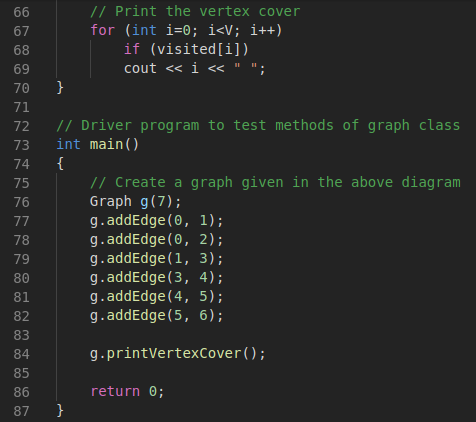 66 // Print the vertex cover
67 for (int i=0; i<V; i++)
68 if (visited[i])
69 cout << i << " ";
70 }
71
72 // Driver program to test methods of graph class
73 int main()
74 {
75 // Create a graph given in the above diagram
76 Graph g(7);
77 g.addEdge(0, 1);
78 g.addEdge(0, 2);
79 g.addEdge(1, 3);
80 g.addEdge(3, 4);
81 g.addEdge(4, 5);
82 g.addEdge(5, 6);
83
84 g.printVertexCover();
85
86 return 0;
87 }